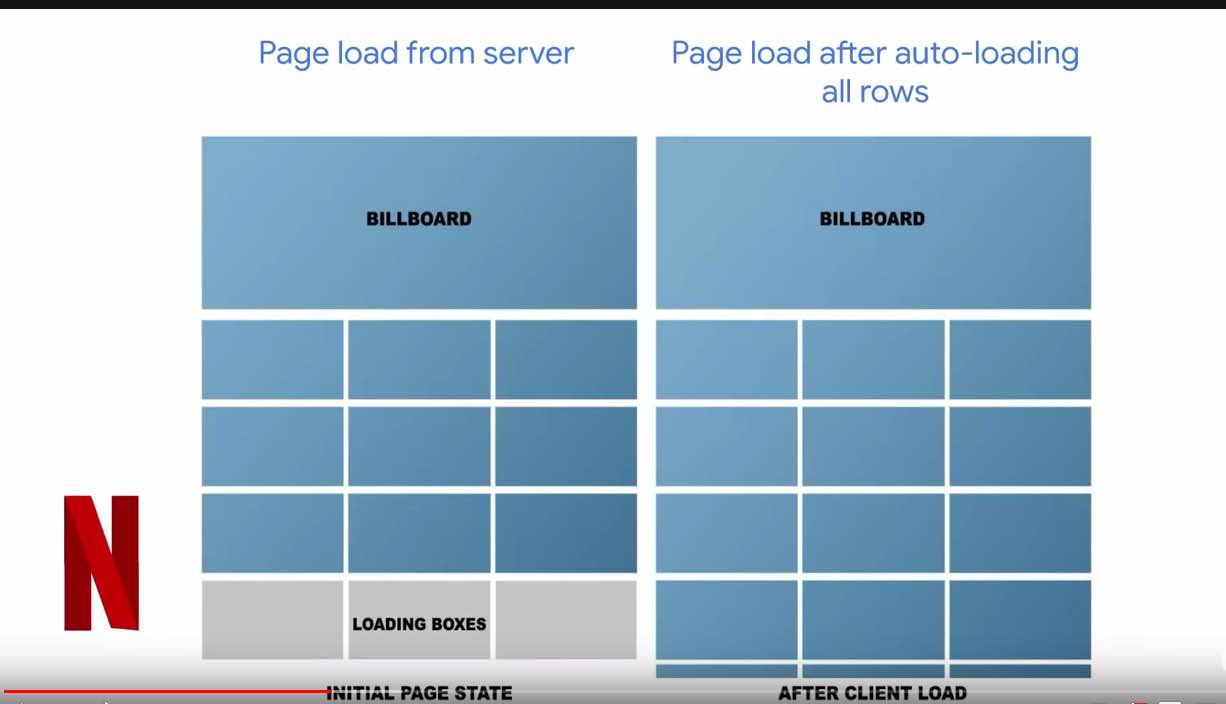 Page load from server
Page load after auto-loading
all rows
BILLBOARD
BILLBOARD
N
LOADING BOXES
INITIAL PAGE STATE
AFTER CLIENT LOAD